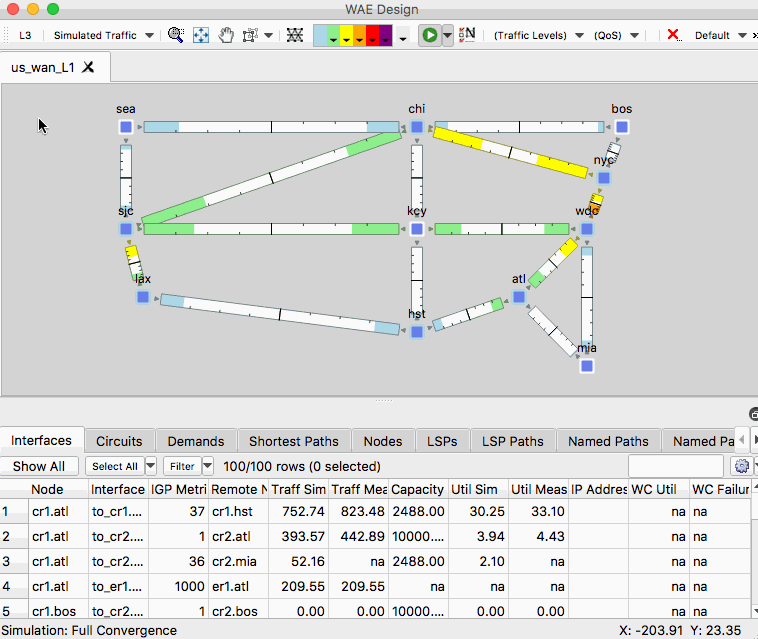 WAE Design
L3 Simulated Traffic (Traffic Levels) (QoS) Default
us_wan_L1
sea chi bos
nyc
sjc kcy wdc
lax atl
hst
mia
Interfaces Circuits Demands Shortest Paths Nodes LSPs LSP Paths Named Paths Named Pa
Show All Select All Filter 100/100 rows (0 selected)
Node Interface IGP Metri Remote N Traff Sim Traff Mea Capacity Util Sim Util Meas IP Addres WC Util WC Failur
1 cr1.atl to_cr1.... 37 cr1.hst 752.74 823.48 2488.00 30.25 33.10 na na
2 cr1.atl to_cr2.... 1 cr2.atl 393.57 442.89 10000.... 3.94 4.43 na na
3 cr1.atl to_cr2.... 36 cr2.mia 52.16 na 2488.00 2.10 na na na
4 cr1.atl to_er1.... 1000 er1.atl 209.55 209.55 na na na na na
5 cr1.bos to_cr2.... 1 cr2.bos 0.00 0.00 10000.... 0.00 0.00 na na
Simulation: Full Convergence X: -203.91 Y: 23.35